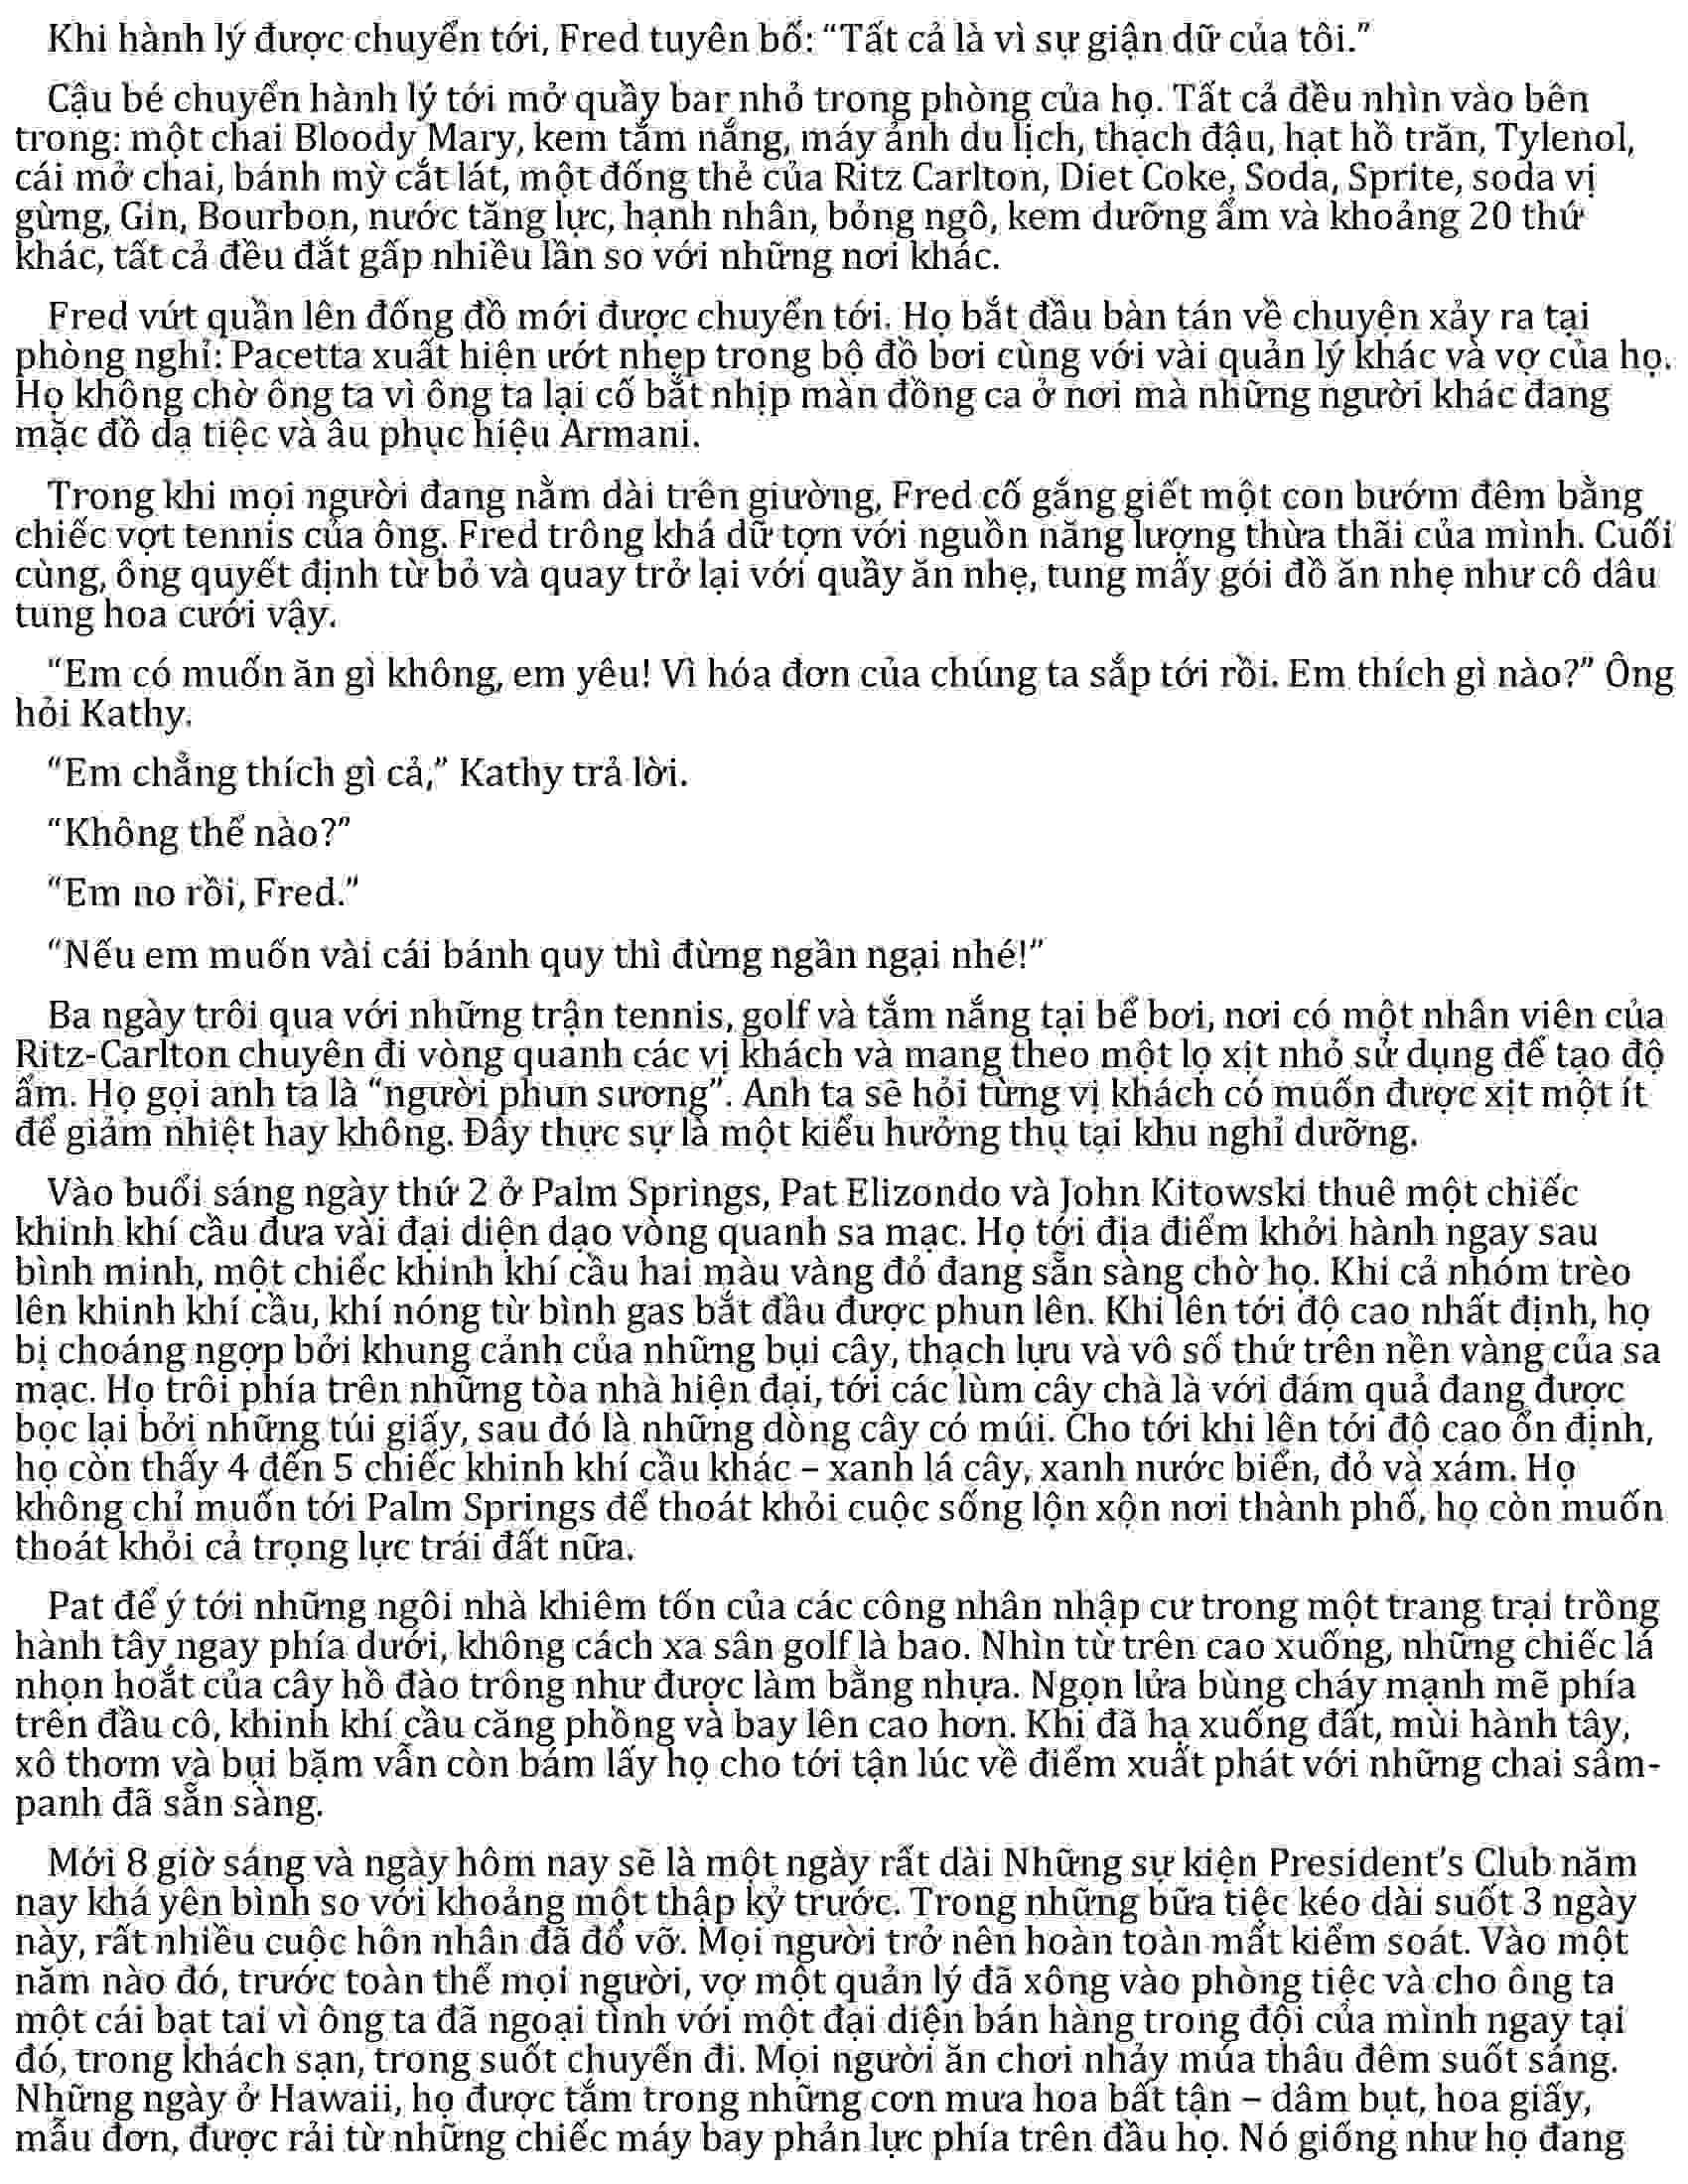 Khi hành lý được chuyển tới, Fred tuyên bố: “Tất cả là vì sự giận dữ của tôi.”
Cậu bé chuyển hành lý tới mở quầy bar nhỏ trong phòng của họ. Tất cả đều nhìn vào bên
trong: một chai Bloody Mary, kem tắm nắng, máy ảnh du lịch, thạch đậu, hạt hồ trăn, Tylenol,
cái mở chai, bánh mỳ cắt lát, một đống thẻ của Ritz Carlton, Diet Coke, Soda, Sprite, soda vị
gừng, Gin, Bourbon, nước tăng lực, hạnh nhân, bỏng ngô, kem dưỡng ẩm và khoảng 20 thứ
khác, tất cả đều đắt gấp nhiều lần so với những nơi khác.
Fred vứt quần lên đống đồ mới được chuyển tới. Họ bắt đầu bàn tán về chuyện xảy ra tại
phòng nghỉ: Pacetta xuất hiện ướt nhẹp trong bộ đồ bơi cùng với vài quản lý khác và vợ của họ.
Họ không chờ ông ta vì ông ta lại cố bắt nhịp màn đồng ca ở nơi mà những người khác đang
mặc đồ dạ tiệc và âu phục hiệu Armani.
Trong khi mọi người đang nằm dài trên giường, Fred cố gắng giết một con bướm đêm bằng
chiếc vợt tennis của ông. Fred trông khá dữ tợn với nguồn năng lượng thừa thãi của mình. Cuối
cùng, ông quyết định từ bỏ và quay trở lại với quầy ăn nhẹ, tung mấy gói đồ ăn nhẹ như cô dâu
tung hoa cưới vậy.
“Em có muốn ăn gì không, em yêu! Vì hóa đơn của chúng ta sắp tới rồi. Em thích gì nào?” Ông
hỏi Kathy.
“Em chẳng thích gì cả,” Kathy trả lời.
“Không thể nào?”
“Em no rồi, Fred.”
“Nếu em muốn vài cái bánh quy thì đừng ngần ngại nhé!”
Ba ngày trôi qua với những trận tennis, golf và tắm nắng tại bể bơi, nơi có một nhân viên của
Ritz-Carlton chuyên đi vòng quanh các vị khách và mang theo một lọ xịt nhỏ sử dụng để tạo độ
ẩm. Họ gọi anh ta là “người phun sương”. Anh ta sẽ hỏi từng vị khách có muốn được xịt một ít
để giảm nhiệt hay không. Đấy thực sự là một kiểu hưởng thụ tại khu nghỉ dưỡng.
Vào buổi sáng ngày thứ 2 ở Palm Springs, Pat Elizondo và John Kitowski thuê một chiếc
khinh khí cầu đưa vài đại diện dạo vòng quanh sa mạc. Họ tới địa điểm khởi hành ngay sau
bình minh, một chiếc khinh khí cầu hai màu vàng đỏ đang sẵn sàng chờ họ. Khi cả nhóm trèo
lên khinh khí cầu, khí nóng từ bình gas bắt đầu được phun lên. Khi lên tới độ cao nhất định, họ
bị choáng ngợp bởi khung cảnh của những bụi cây, thạch lựu và vô số thứ trên nền vàng của sa
mạc. Họ trôi phía trên những tòa nhà hiện đại, tới các lùm cây chà là với đám quả đang được
bọc lại bởi những túi giấy, sau đó là những dòng cây có múi. Cho tới khi lên tới độ cao ổn định,
họ còn thấy 4 đến 5 chiếc khinh khí cầu khác – xanh lá cây, xanh nước biển, đỏ và xám. Họ
không chỉ muốn tới Palm Springs để thoát khỏi cuộc sống lộn xộn nơi thành phố, họ còn muốn
thoát khỏi cả trọng lực trái đất nữa.
Pat để ý tới những ngôi nhà khiêm tốn của các công nhân nhập cư trong một trang trại trồng
hành tây ngay phía dưới, không cách xa sân golf là bao. Nhìn từ trên cao xuống, những chiếc lá
nhọn hoắt của cây hồ đào trông như được làm bằng nhựa. Ngọn lửa bùng cháy mạnh mẽ phía
trên đầu cô, khinh khí cầu căng phồng và bay lên cao hơn. Khi đã hạ xuống đất, mùi hành tây,
xô thơm và bụi bặm vẫn còn bám lấy họ cho tới tận lúc về điểm xuất phát với những chai sâm-
panh đã sẵn sàng.
Mới 8 giờ sáng và ngày hôm nay sẽ là một ngày rất dài Những sự kiện President’s Club năm
nay khá yên bình so với khoảng một thập kỷ trước. Trong những bữa tiệc kéo dài suốt 3 ngày
này, rất nhiều cuộc hôn nhân đã đổ vỡ. Mọi người trở nên hoàn toàn mất kiểm soát. Vào một
năm nào đó, trước toàn thể mọi người, vợ một quản lý đã xông vào phòng tiệc và cho ông ta
một cái bạt tai vì ông ta đã ngoại tình với một đại diện bán hàng trong đội của mình ngay tại
đó, trong khách sạn, trong suốt chuyến đi. Mọi người ăn chơi nhảy múa thâu đêm suốt sáng.
Những ngày ở Hawaii, họ được tắm trong những cơn mưa hoa bất tận – dâm bụt, hoa giấy,
mẫu đơn, được rải từ những chiếc máy bay phản lực phía trên đầu họ. Nó giống như họ đang